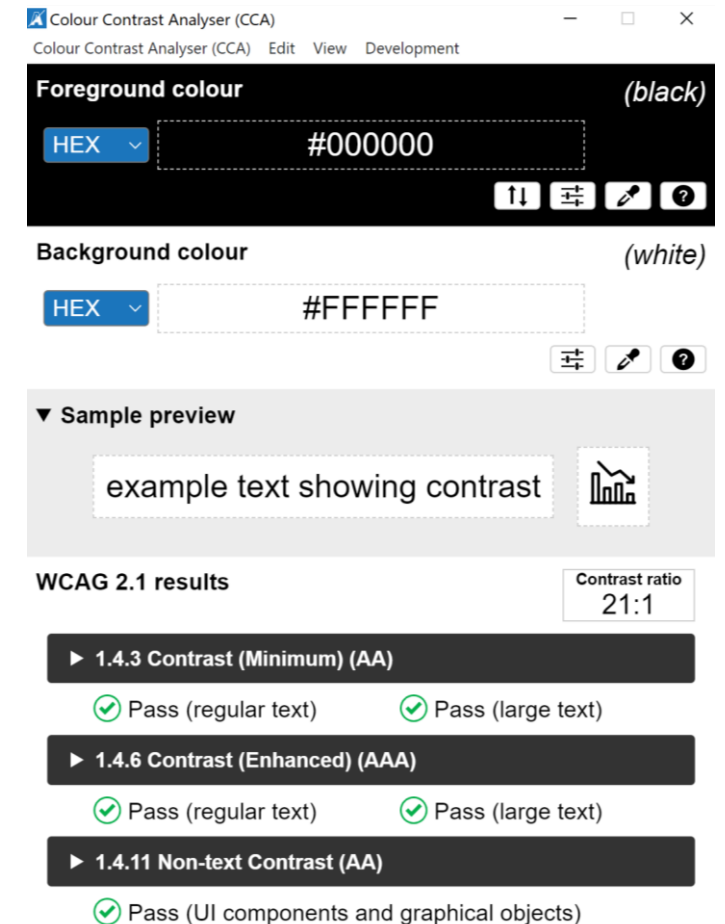 Colour Contrast Analyser (CCA)
Colour Contrast Analyser (CCA) Edit View Development
Foreground colour (black)
HEX #000000
Background colour (white)
HEX #FFFFFF
Sample preview
example text showing contrast
WCAG 2.1 results
Contrast ratio
21:1
1.4.3 Contrast (Minimum) (AA)
Pass (regular text) Pass (large text)
1.4.6 Contrast (Enhanced) (AAA)
Pass (regular text) Pass (large text)
1.4.11 Non-text Contrast (AA)
Pass (UI components and graphical objects)